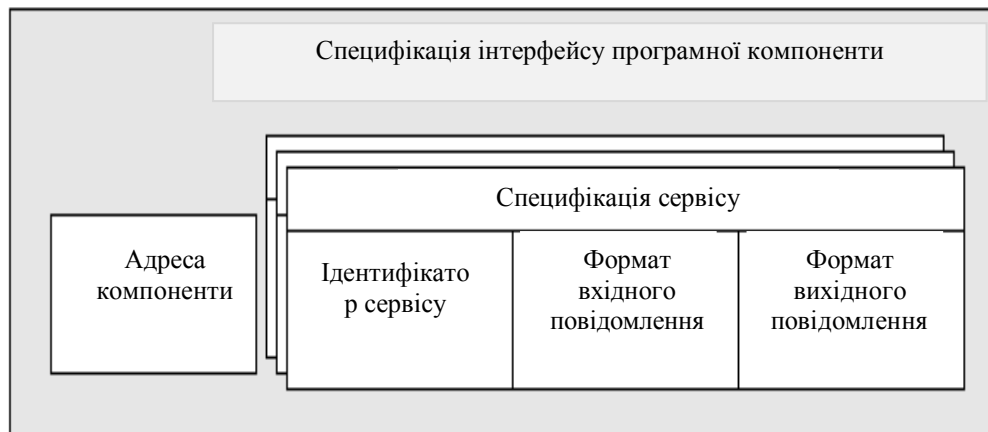 Специфікація інтерфейсу програмної компоненти
Специфікація сервісу
Адреса
компоненти
Ідентифікато
р сервісу
Формат
вхідного
повідомлення
Формат
вихідного
повідомлення